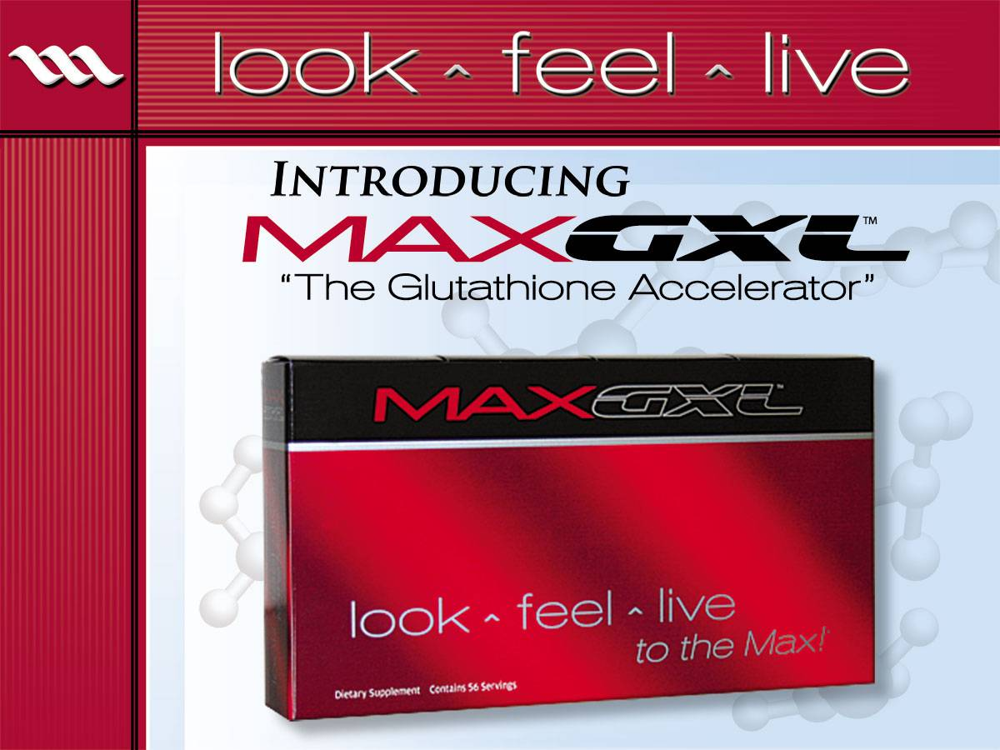 look ^ feel ^ live
INTRODUCING
MAXGXL™
“The Glutathione Accelerator”
MAXGXL™
look ^ feel ^ live
to the Max!
Dietary Supplement Contains 56 Servings